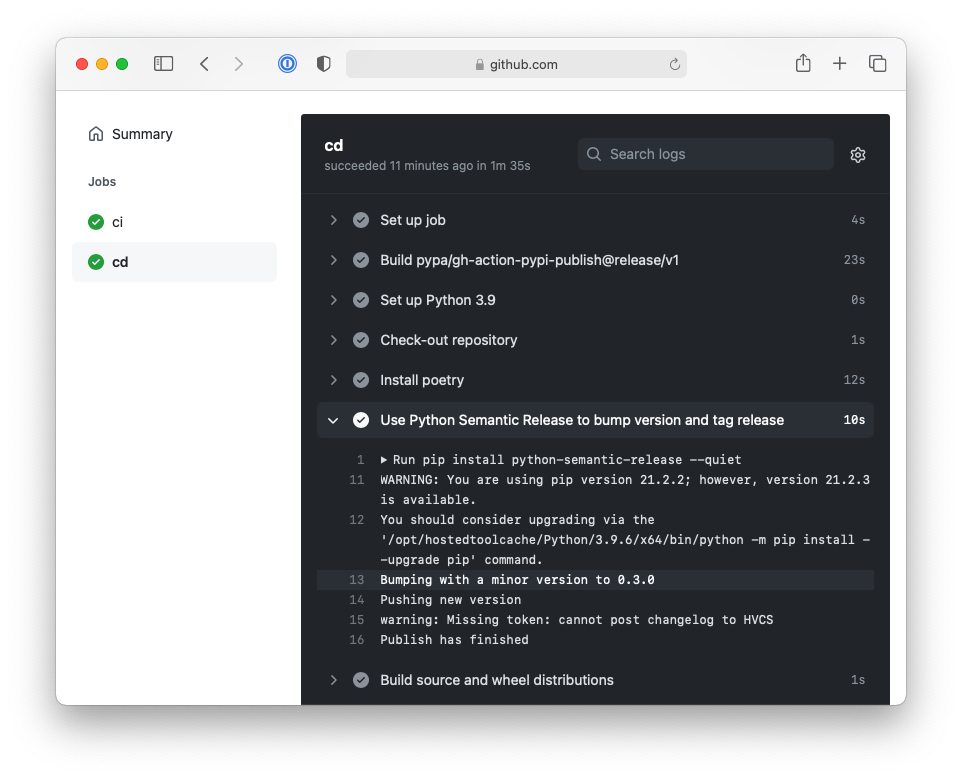 github.com
Summary
Jobs
ci
cd
cd
succeeded 11 minutes ago in 1m 35s
Search logs
Set up job 4s
Build pypa/gh-action-pypi-publish@release/v1 23s
Set up Python 3.9 0s
Check-out repository 1s
Install poetry 12s
Use Python Semantic Release to bump version and tag release 10s
1 Run pip install python-semantic-release --quiet
11 WARNING: You are using pip version 21.2.2; however, version 21.2.3
is available.
12 You should consider upgrading via the
'/opt/hostedtoolcache/Python/3.9.6/x64/bin/python -m pip install -
-upgrade pip' command.
13 Bumping with a minor version to 0.3.0
14 Pushing new version
15 warning: Missing token: cannot post changelog to HVCS
16 Publish has finished
Build source and wheel distributions 1s